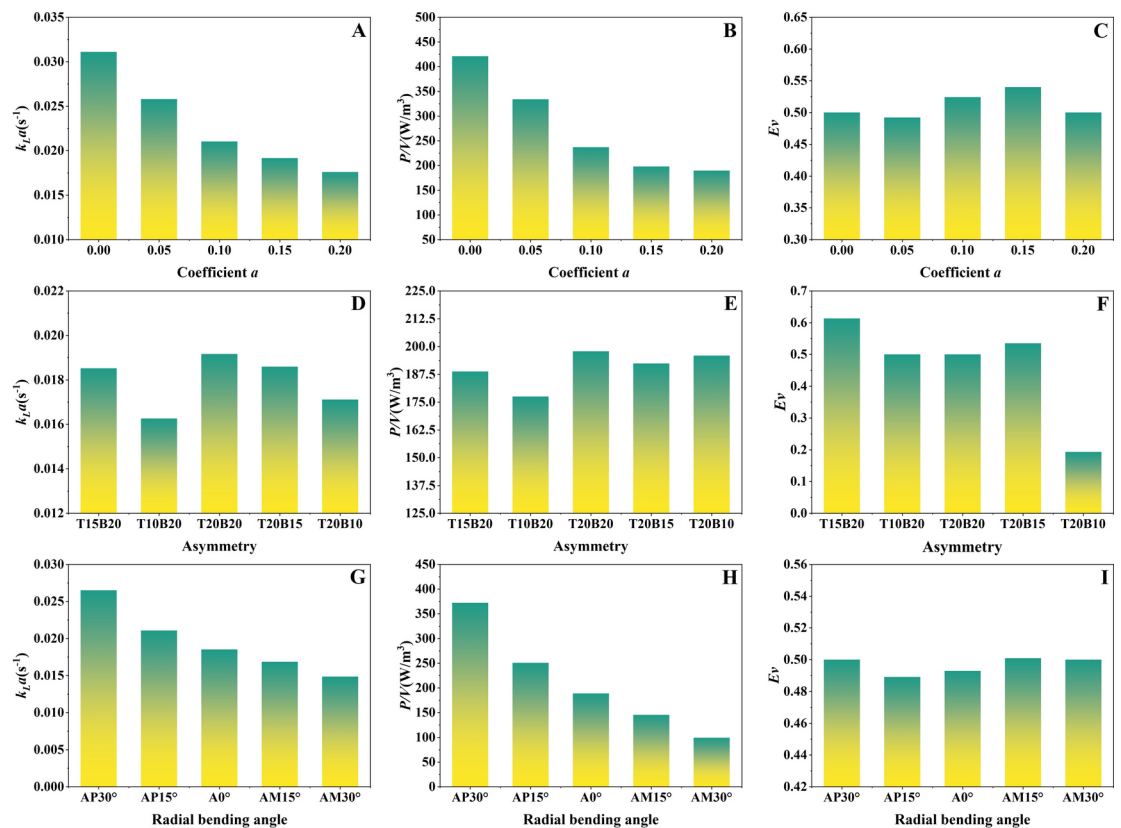 A
0.035
0.030
0.025
0.020
0.015
0.010
k_L a(s⁻¹)
0.00 0.05 0.10 0.15 0.20
Coefficient a
B
500
450
400
350
300
250
200
150
100
50
P/V(W/m³)
0.00 0.05 0.10 0.15 0.20
Coefficient a
C
0.65
0.60
0.55
0.50
0.45
0.40
0.35
0.30
Ev
0.00 0.05 0.10 0.15 0.20
Coefficient a
D
0.022
0.020
0.018
0.016
0.014
0.012
k_L a(s⁻¹)
T15B20 T10B20 T20B20 T20B15 T20B10
Asymmetry
E
225.0
212.5
200.0
187.5
175.0
162.5
150.0
137.5
125.0
P/V(W/m³)
T15B20 T10B20 T20B20 T20B15 T20B10
Asymmetry
F
0.7
0.6
0.5
0.4
0.3
0.2
0.1
0.0
Ev
T15B20 T10B20 T20B20 T20B15 T20B10
Asymmetry
G
0.030
0.025
0.020
0.015
0.010
0.005
0.000
k_L a(s⁻¹)
AP30° AP15° A0° AM15° AM30°
Radial bending angle
H
450
400
350
300
250
200
150
100
50
0
P/V(W/m³)
AP30° AP15° A0° AM15° AM30°
Radial bending angle
I
0.56
0.54
0.52
0.50
0.48
0.46
0.44
0.42
Ev
AP30° AP15° A0° AM15° AM30°
Radial bending angle